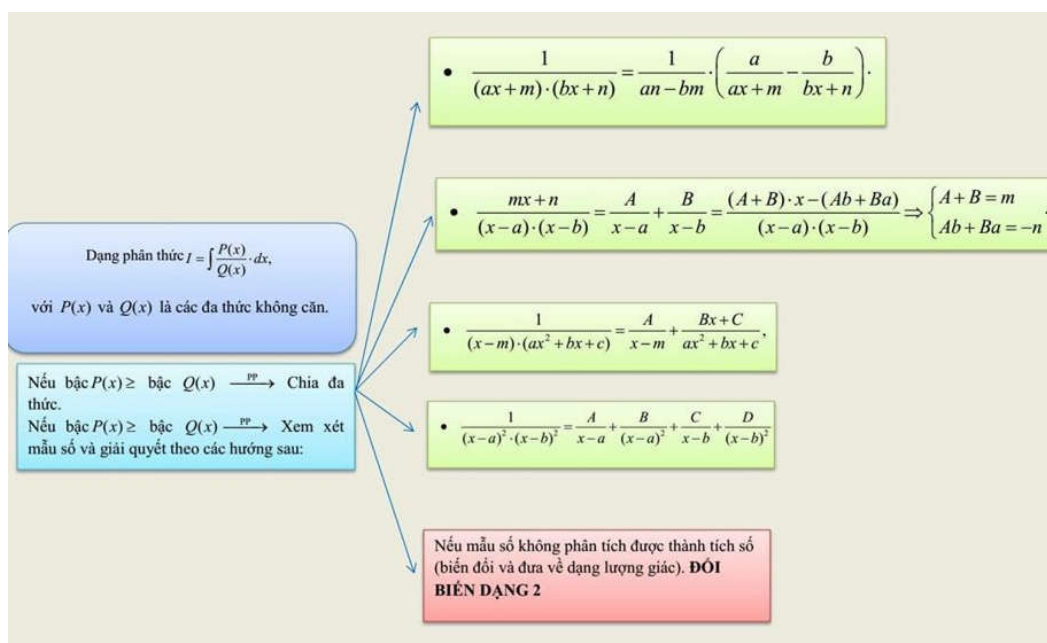 Dạng phân thức I = ∫ P(x)/Q(x) · dx,
với P(x) và Q(x) là các đa thức không căn.
Nếu bậc P(x) ≥ bậc Q(x) —PP→ Chia đa
thức.
Nếu bậc P(x) ≥ bậc Q(x) —PP→ Xem xét
mẫu số và giải quyết theo các hướng sau:
• 1/((ax+m)·(bx+n)) = 1/(an−bm) · (a/(ax+m) − b/(bx+n)).
• (mx+n)/((x−a)·(x−b)) = A/(x−a) + B/(x−b) = ((A+B)·x−(Ab+Ba))/((x−a)·(x−b)) ⇒ {A+B=m; Ab+Ba=−n.
• 1/((x−m)·(ax²+bx+c)) = A/(x−m) + (Bx+C)/(ax²+bx+c),
• 1/((x−a)²·(x−b)²) = A/(x−a) + B/(x−a)² + C/(x−b) + D/(x−b)²
Nếu mẫu số không phân tích được thành tích số
(biến đổi và đưa về dạng lượng giác). ĐỔI
BIẾN DẠNG 2